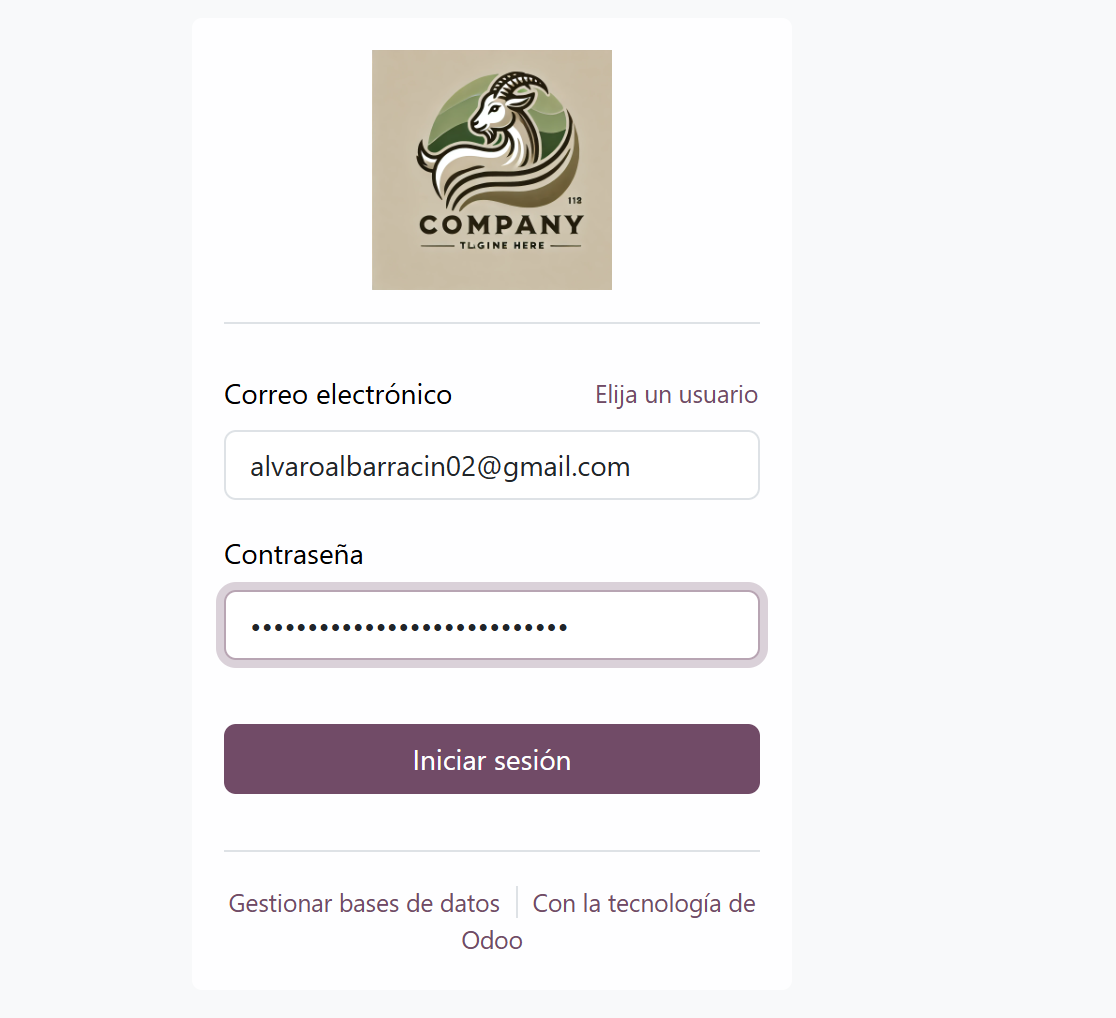 112
COMPANY
TLGINE HERE
Correo electrónico
Elija un usuario
alvaroalbarracin02@gmail.com
Contraseña
••••••••••••••••••••••••••••
Iniciar sesión
Gestionar bases de datos
Con la tecnología de
Odoo